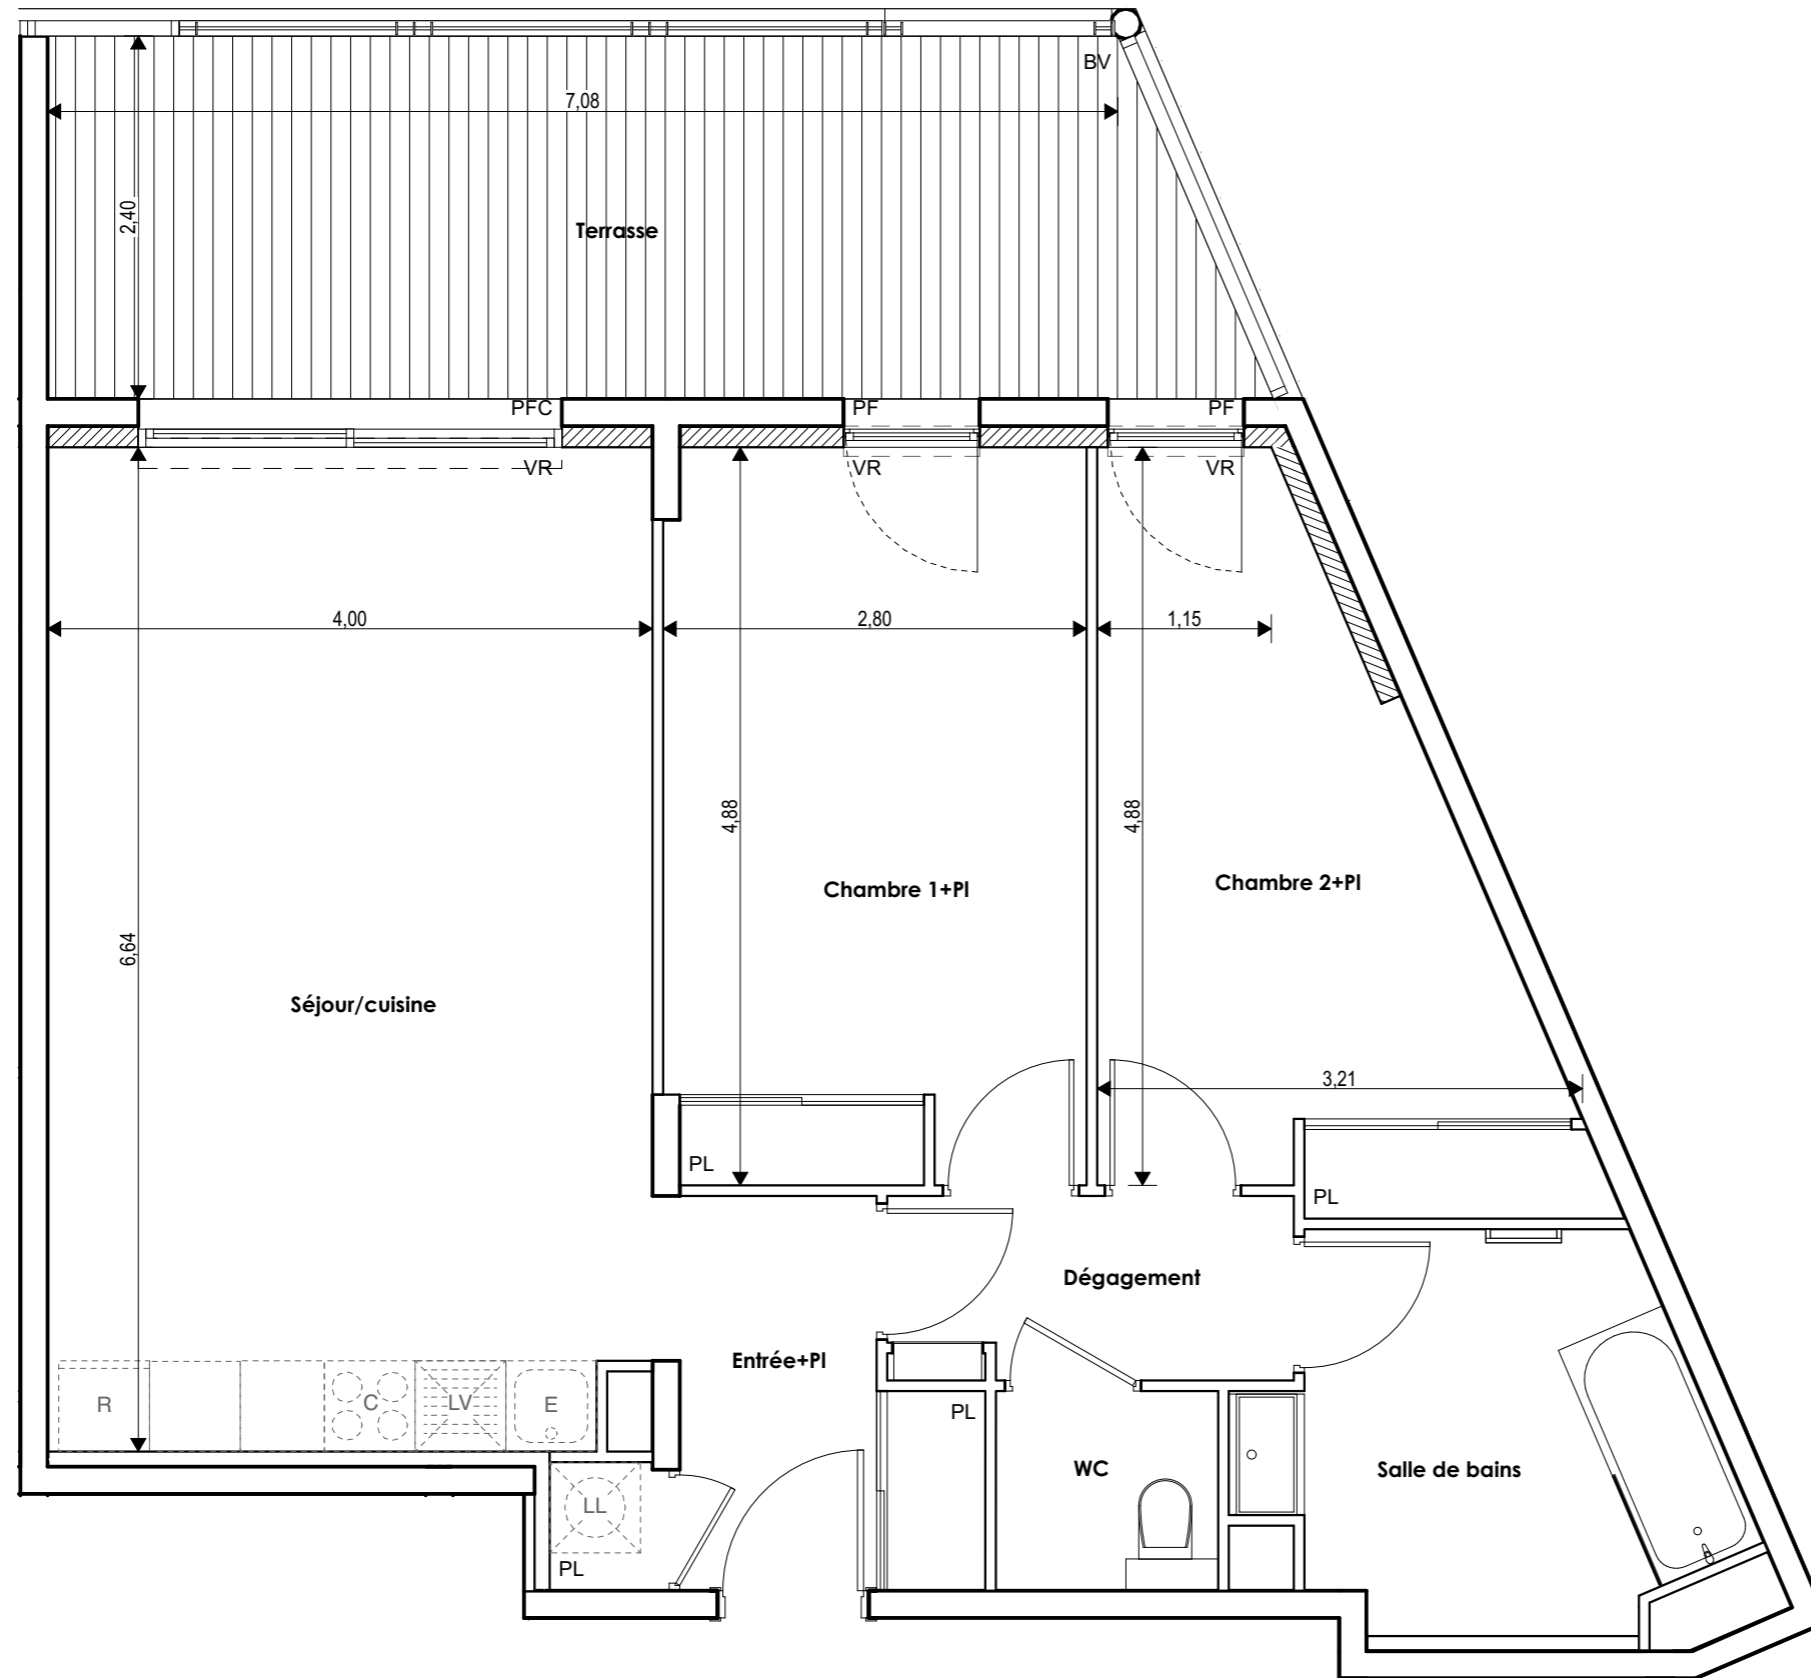 BV
7,08
2,40
Terrasse
PFC
PF
PF
VR
VR
VR
4,00
2,80
1,15
4,88
4,88
Chambre 1+Pl
Chambre 2+Pl
6,64
Séjour/cuisine
3,21
PL
PL
Dégagement
Entrée+Pl
R
C
LV
E
PL
WC
Salle de bains
LL
PL